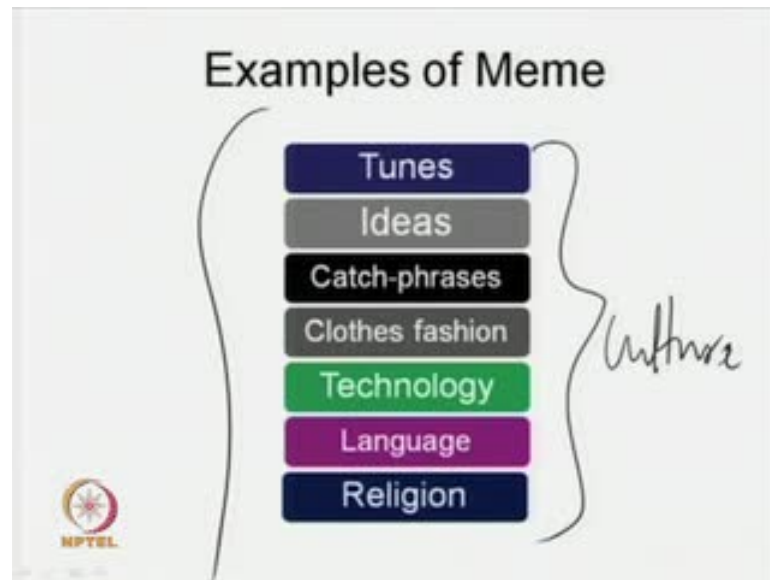 Examples of Meme
Tunes
Ideas
Catch-phrases
Clothes fashion
Technology
Language
Religion
Culture
NPTEL